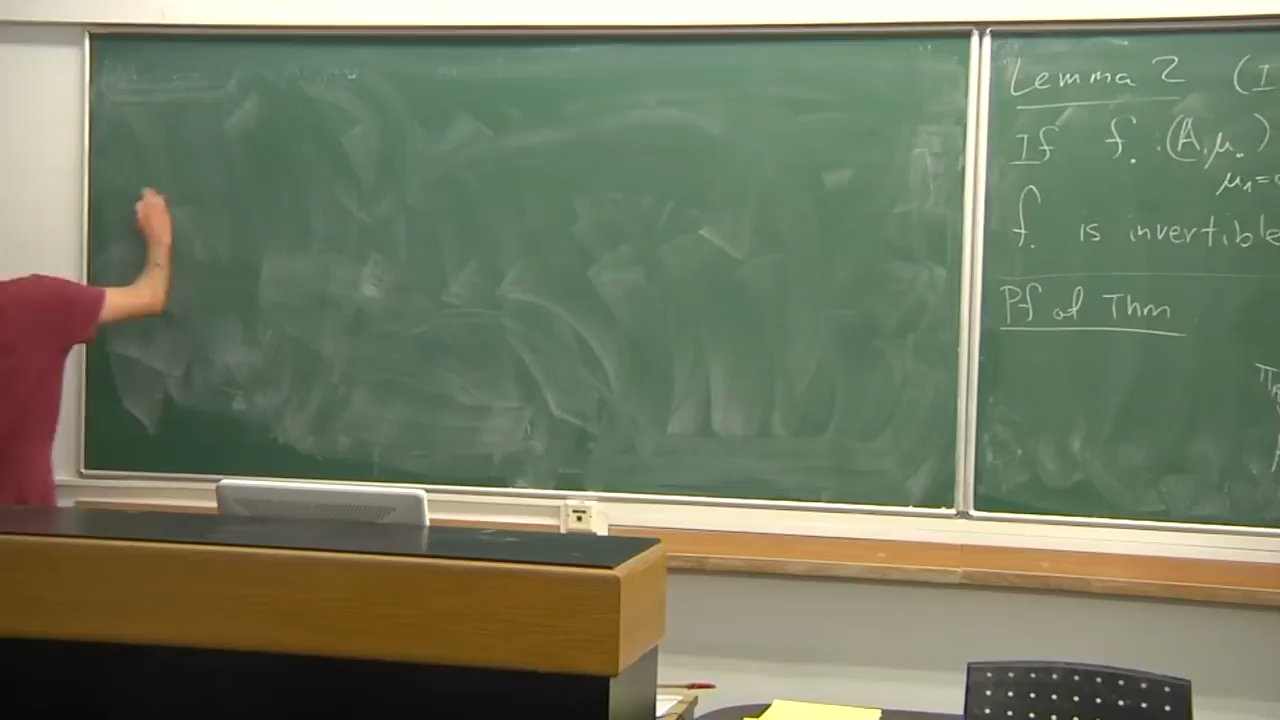 Lemma 2 (I
If f. : (A, μ.)
μ₁=
f. is invertible
Pf of Thm
π